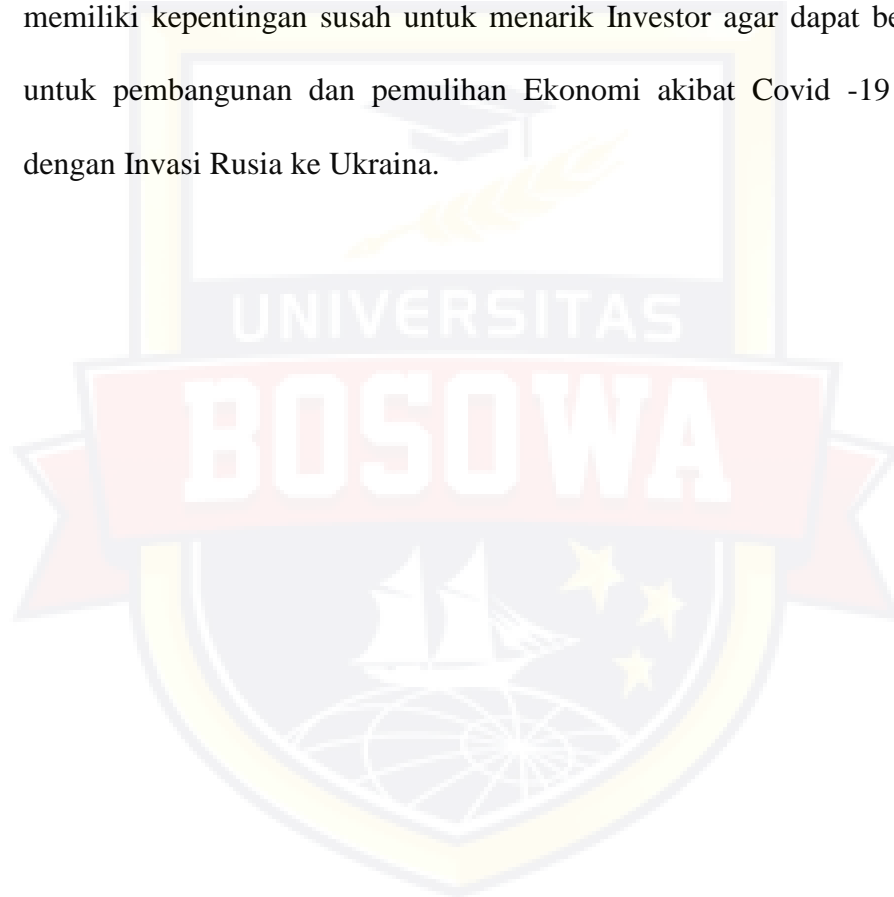 memiliki kepentingan susah untuk menarik Investor agar dapat be
untuk pembangunan dan pemulihan Ekonomi akibat Covid -19
dengan Invasi Rusia ke Ukraina.
UNIVERSITAS
BOSOWA